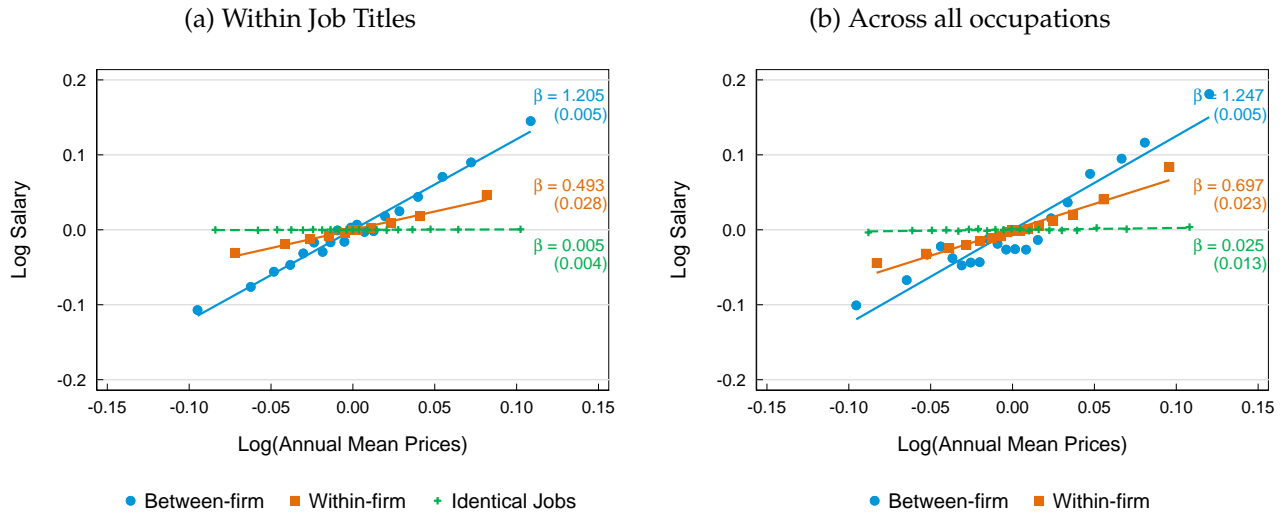 (a) Within Job Titles
0.2
0.1
0.0
-0.1
-0.2
Log Salary
β = 1.205
(0.005)
β = 0.493
(0.028)
β = 0.005
(0.004)
-0.15
-0.10
-0.05
0.00
0.05
0.10
0.15
Log(Annual Mean Prices)
Between-firm
Within-firm
Identical Jobs
(b) Across all occupations
0.2
0.1
0.0
-0.1
-0.2
Log Salary
β = 1.247
(0.005)
β = 0.697
(0.023)
β = 0.025
(0.013)
-0.15
-0.10
-0.05
0.00
0.05
0.10
0.15
Log(Annual Mean Prices)
Between-firm
Within-firm